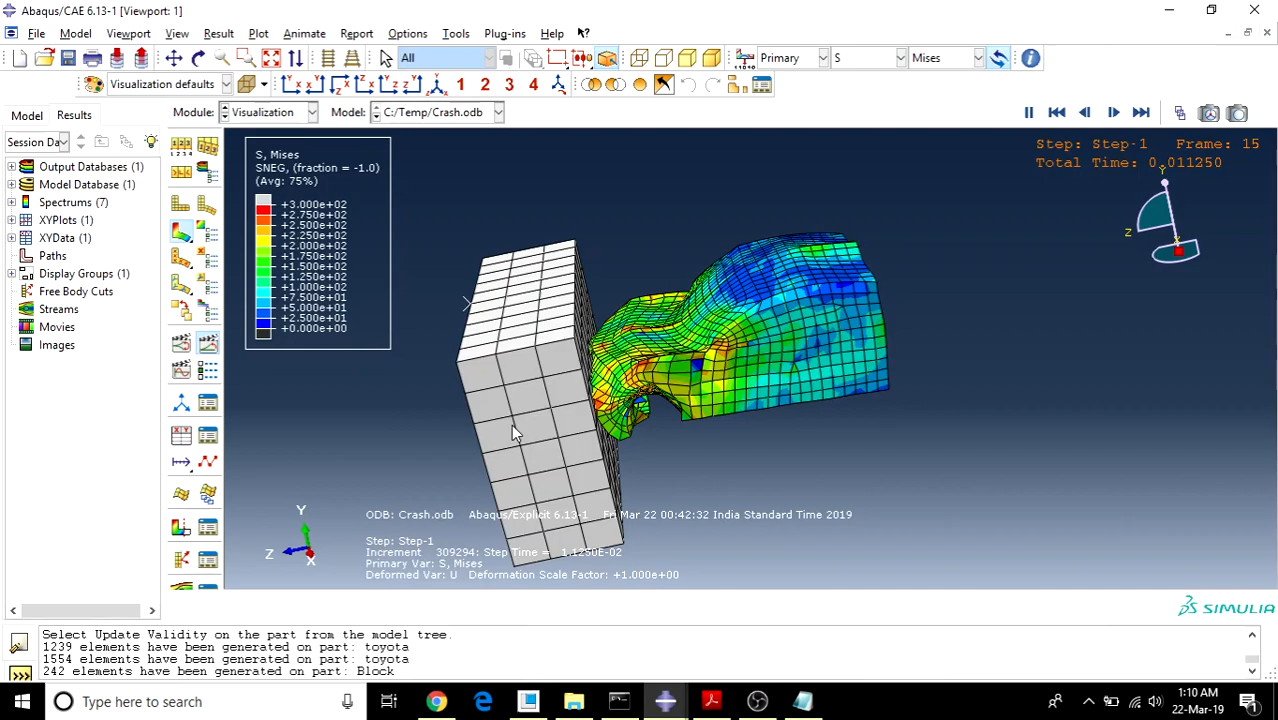 Abaqus/CAE 6.13-1 [Viewport: 1]
File Model Viewport View Result Plot Animate Report Options Tools Plug-ins Help
All Primary S Mises
Visualization defaults 1 2 3 4
Model Results Module: Visualization Model: C:/Temp/Crash.odb
Session Da
Output Databases (1)
Model Database (1)
Spectrums (7)
XYPlots (1)
XYData (1)
Paths
Display Groups (1)
Free Body Cuts
Streams
Movies
Images
S, Mises
SNEG, (fraction = -1.0)
(Avg: 75%)
+3.000e+02
+2.750e+02
+2.500e+02
+2.250e+02
+2.000e+02
+1.750e+02
+1.500e+02
+1.250e+02
+1.000e+02
+7.500e+01
+5.000e+01
+2.500e+01
+0.000e+00
Step: Step-1 Frame: 15
Total Time: 0.011250
Y
Z
X
Y
Z
X
ODB: Crash.odb Abaqus/Explicit 6.13-1 Fri Mar 22 00:42:32 India Standard Time 2019
Step: Step-1
Increment 309294: Step Time = 1.1250E-02
Primary Var: S, Mises
Deformed Var: U Deformation Scale Factor: +1.000e+00
SIMULIA
Select Update Validity on the part from the model tree.
1239 elements have been generated on part: toyota
1554 elements have been generated on part: toyota
242 elements have been generated on part: Block
>>>
Type here to search
1:10 AM
22-Mar-19
1